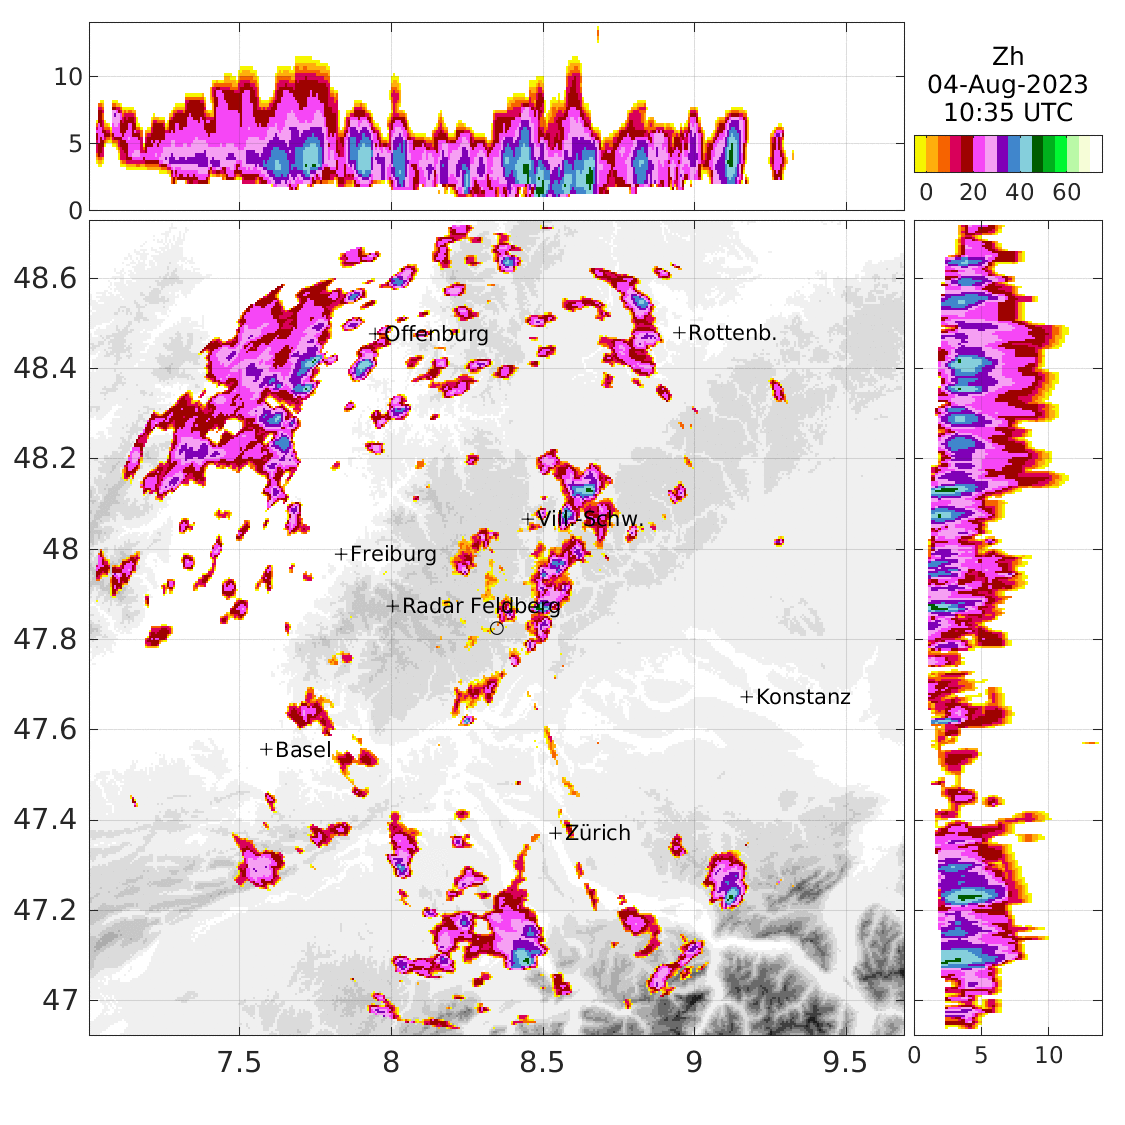 10
5
0
Zh
04-Aug-2023
10:35 UTC
0 20 40 60
48.6
48.4
48.2
48
47.8
47.6
47.4
47.2
47
+Offenburg
+Rottenb.
+Vill.-Schw.
+Freiburg
+Radar Feldberg
+Konstanz
+Basel
+Zürich
7.5 8 8.5 9 9.5
0 5 10